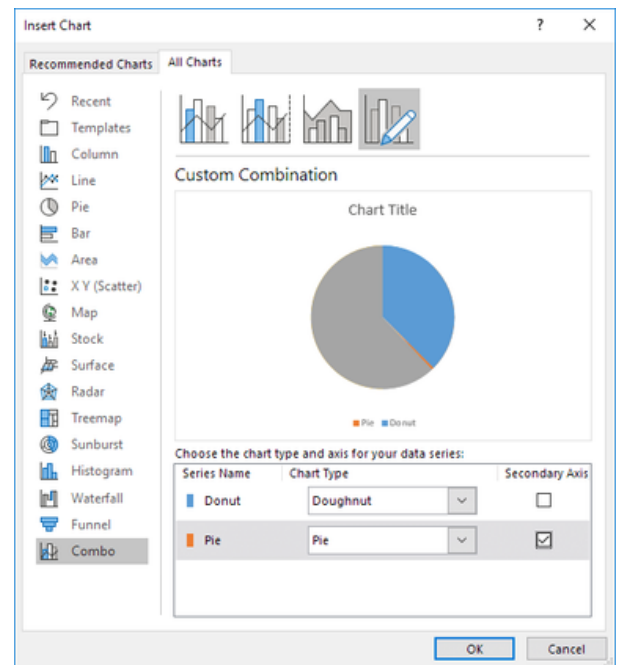 Insert Chart ? ×
Recommended Charts All Charts
Recent
Templates
Column
Line
Pie
Bar
Area
X Y (Scatter)
Map
Stock
Surface
Radar
Treemap
Sunburst
Histogram
Waterfall
Funnel
Combo
Custom Combination
Chart Title
Pie Donut
Choose the chart type and axis for your data series:
Series Name Chart Type Secondary Axis
Donut Doughnut
Pie Pie
OK Cancel